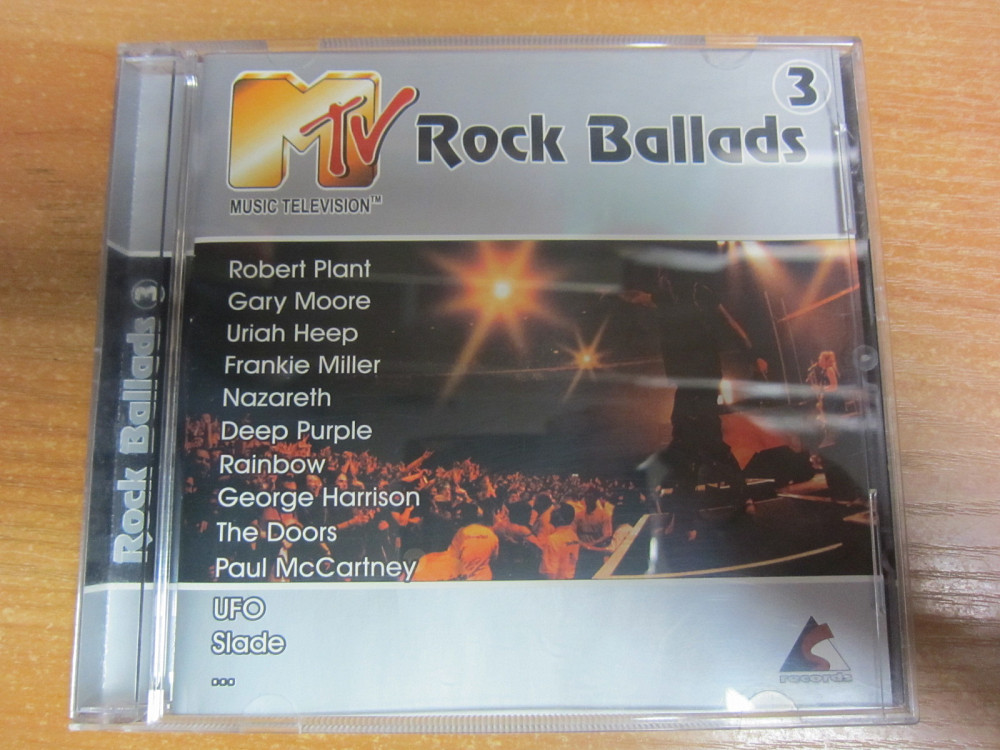 3
MTV Rock Ballads
MUSIC TELEVISION™
Robert Plant
Gary Moore
Uriah Heep
Frankie Miller
Nazareth
Deep Purple
Rainbow
George Harrison
The Doors
Paul McCartney
UFO
Slade
...
records
Rock Ballads 3